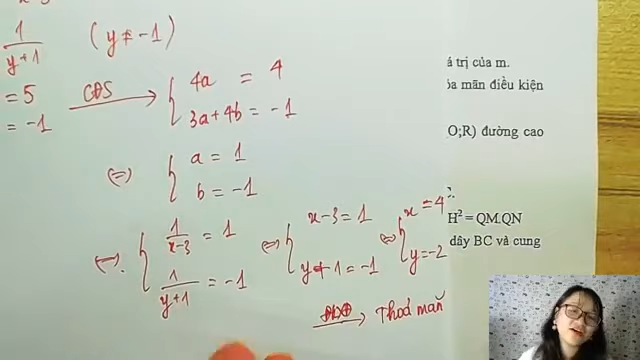 1/(y+1) (y≠-1)
= 5
= -1
CĐS → { 4a = 4
3a+4b = -1
(=) { a = 1
b = -1
{ 1/(x-3) = 1
1/(y+1) = -1
⇔ { x-3 = 1
y+1 = -1
⇔ { x = 4
y = -2
→ Thoả mãn
á trị của m.
óa mãn điều kiện
O;R) đường cao
H² = QM.QN
dây BC và cung